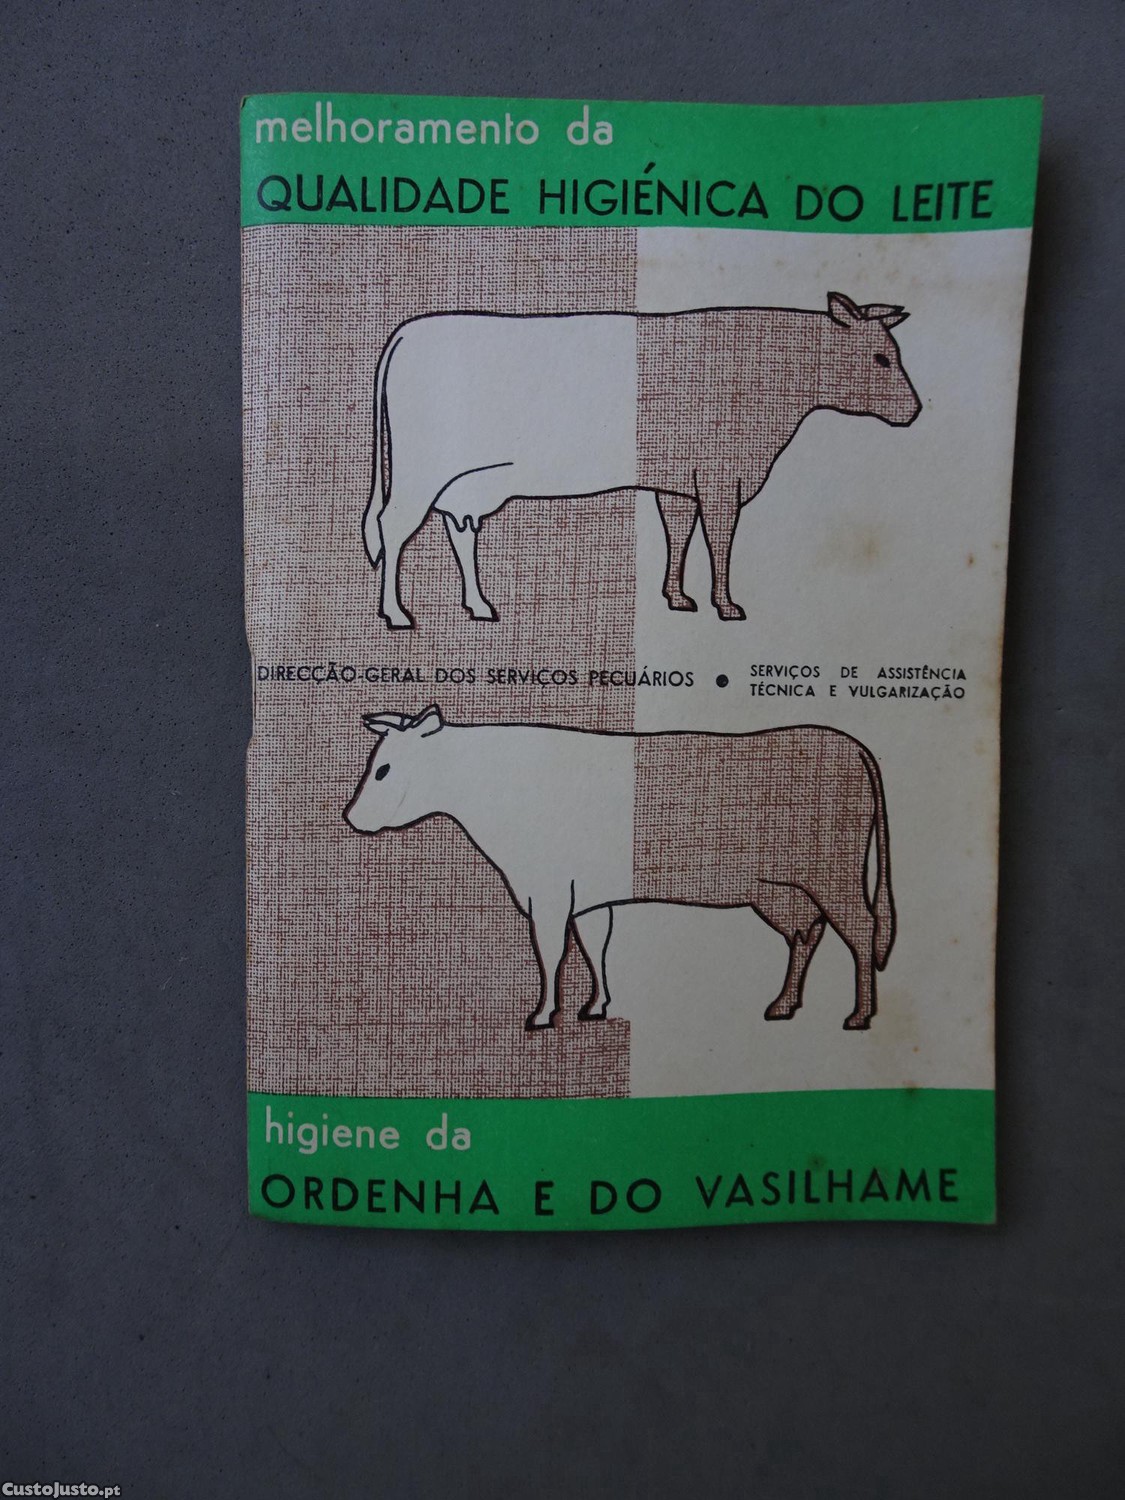 melhoramento da
QUALIDADE HIGIÉNICA DO LEITE
DIRECÇÃO-GERAL DOS SERVIÇOS PECUÁRIOS ● SERVIÇOS DE ASSISTÊNCIA
TÉCNICA E VULGARIZAÇÃO
higiene da
ORDENHA E DO VASILHAME
CustoJusto.pt